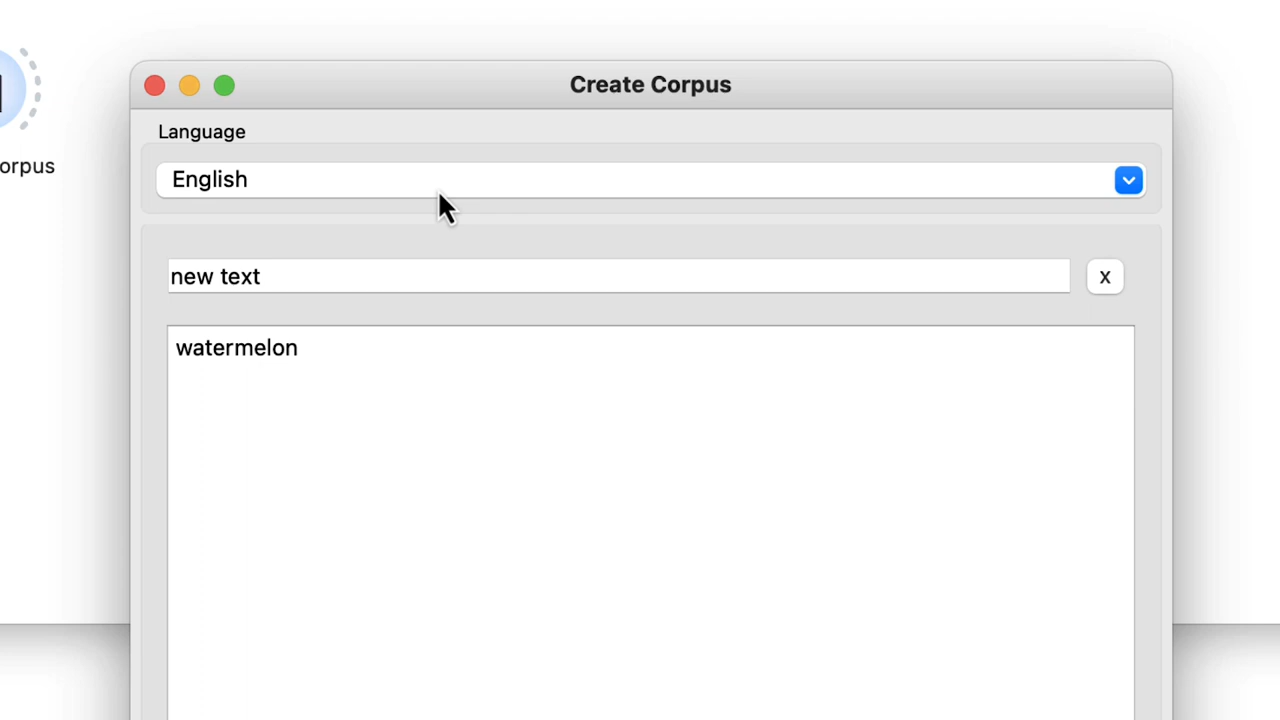 Create Corpus
Language
orpus
English
new text
x
watermelon